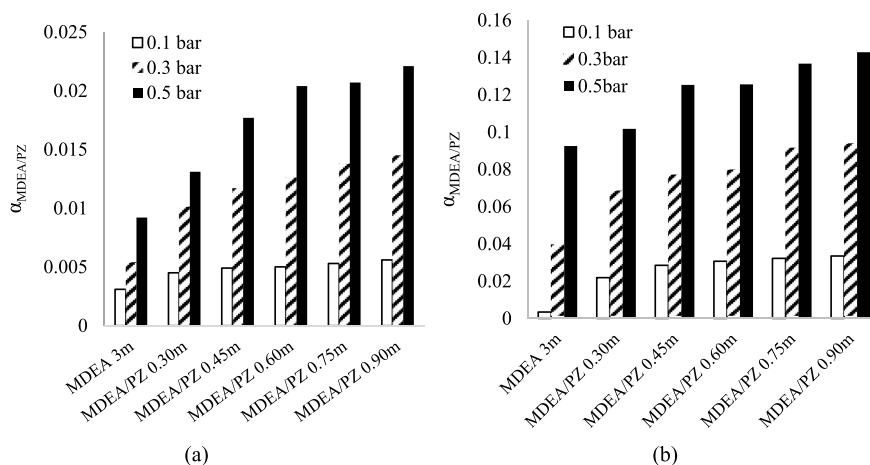 0.025
0.02
0.015
0.01
0.005
0
α_MDEA/PZ
0.1 bar
0.3 bar
0.5 bar
MDEA 3m
MDEA/PZ 0.30m
MDEA/PZ 0.45m
MDEA/PZ 0.60m
MDEA/PZ 0.75m
MDEA/PZ 0.90m
(a)
0.16
0.14
0.12
0.1
0.08
0.06
0.04
0.02
0
α_MDEA/PZ
0.1 bar
0.3bar
0.5bar
MDEA 3m
MDEA/PZ 0.30m
MDEA/PZ 0.45m
MDEA/PZ 0.60m
MDEA/PZ 0.75m
MDEA/PZ 0.90m
(b)